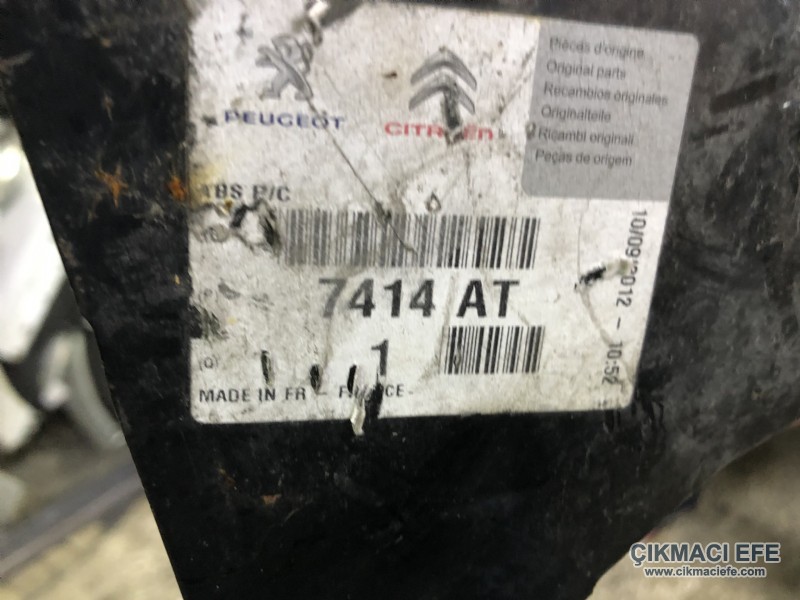 PEUGEOT
CITROËN
Pièces d'origine
Original parts
Recambios originales
Originalteile
Ricambi originali
Peças de origem
P/C
7414 AT
1
MADE IN FR -
10/09/2012 - 10:52
ÇIKMACI EFE
www.cikmaciefe.com